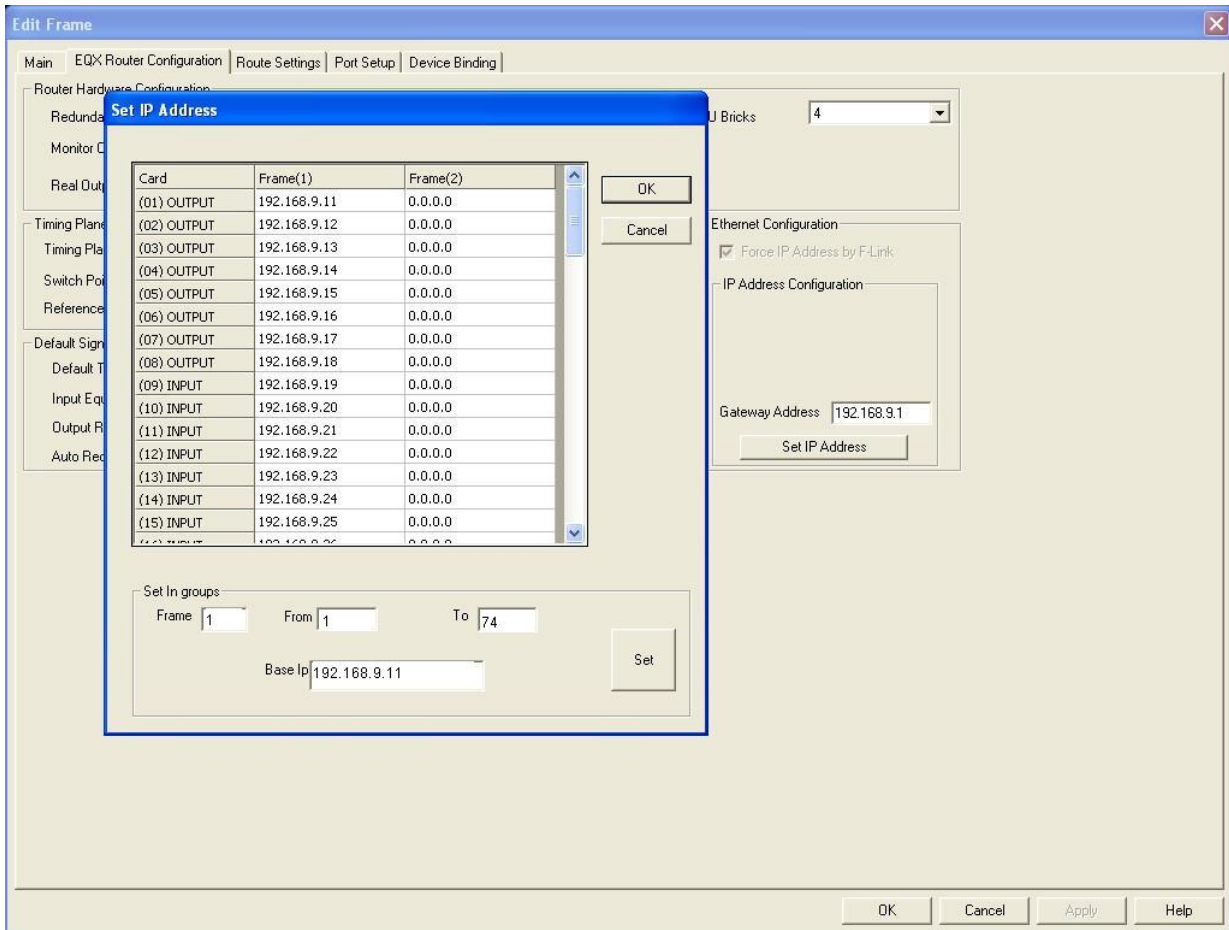 Edit Frame
Main EQX Router Configuration Route Settings Port Setup Device Binding
Router Hardware Configuration
Redunda
Monitor
Real Out
U Bricks 4
Timing Plane
Timing Pla
Switch Poi
Reference
Default Sign
Default T
Input Equ
Output R
Auto Rec
Set IP Address
Card Frame(1) Frame(2)
(01) OUTPUT 192.168.9.11 0.0.0.0
(02) OUTPUT 192.168.9.12 0.0.0.0
(03) OUTPUT 192.168.9.13 0.0.0.0
(04) OUTPUT 192.168.9.14 0.0.0.0
(05) OUTPUT 192.168.9.15 0.0.0.0
(06) OUTPUT 192.168.9.16 0.0.0.0
(07) OUTPUT 192.168.9.17 0.0.0.0
(08) OUTPUT 192.168.9.18 0.0.0.0
(09) INPUT 192.168.9.19 0.0.0.0
(10) INPUT 192.168.9.20 0.0.0.0
(11) INPUT 192.168.9.21 0.0.0.0
(12) INPUT 192.168.9.22 0.0.0.0
(13) INPUT 192.168.9.23 0.0.0.0
(14) INPUT 192.168.9.24 0.0.0.0
(15) INPUT 192.168.9.25 0.0.0.0
OK
Cancel
Set In groups
Frame 1 From 1 To 74
Base Ip 192.168.9.11
Set
Ethernet Configuration
Force IP Address by F-Link
IP Address Configuration
Gateway Address 192.168.9.1
Set IP Address
OK Cancel Apply Help